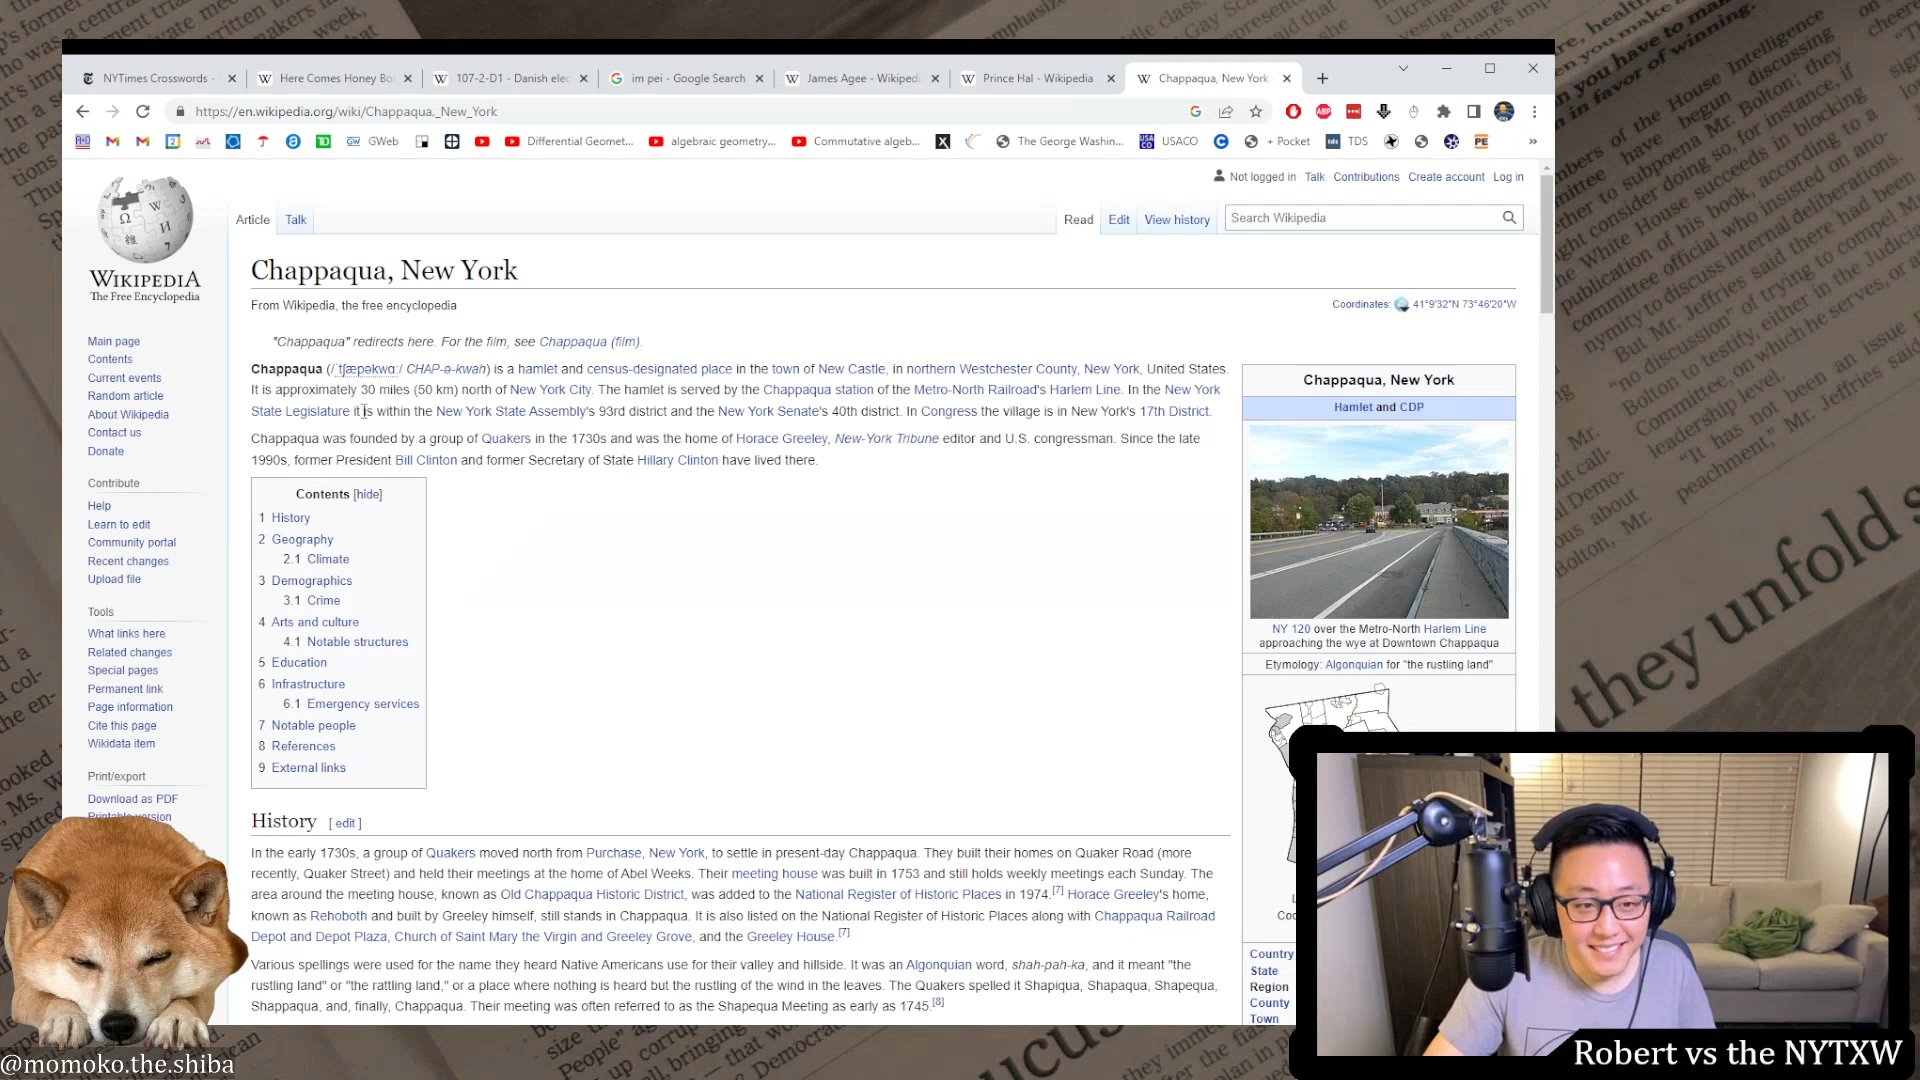 NYTimes Crosswords -
Here Comes Honey Bo
107-2-D1 - Danish elec
im pei - Google Search
James Agee - Wikipedi
Prince Hal - Wikipedia
Chappaqua, New York
https://en.wikipedia.org/wiki/Chappaqua,_New_York
GWeb
Differential Geomet...
algebraic geometry,...
Commutative algeb...
The George Washin...
USACO
+ Pocket
TDS
Not logged in Talk Contributions Create account Log in
Article Talk
Read Edit View history
Search Wikipedia
WIKIPEDIA
The Free Encyclopedia
Main page
Contents
Current events
Random article
About Wikipedia
Contact us
Donate
Contribute
Help
Learn to edit
Community portal
Recent changes
Upload file
Tools
What links here
Related changes
Special pages
Permanent link
Page information
Cite this page
Wikidata item
Print/export
Download as PDF
Printable version
Chappaqua, New York
From Wikipedia, the free encyclopedia
Coordinates: 41°9′32″N 73°46′20″W
"Chappaqua" redirects here. For the film, see Chappaqua (film).
Chappaqua (/ˈtʃæpəkwɑː/ CHAP-ə-kwah) is a hamlet and census-designated place in the town of New Castle, in northern Westchester County, New York, United States.
It is approximately 30 miles (50 km) north of New York City. The hamlet is served by the Chappaqua station of the Metro-North Railroad's Harlem Line. In the New York
State Legislature it is within the New York State Assembly's 93rd district and the New York Senate's 40th district. In Congress the village is in New York's 17th District.
Chappaqua was founded by a group of Quakers in the 1730s and was the home of Horace Greeley, New-York Tribune editor and U.S. congressman. Since the late
1990s, former President Bill Clinton and former Secretary of State Hillary Clinton have lived there.
Contents [hide]
1 History
2 Geography
2.1 Climate
3 Demographics
3.1 Crime
4 Arts and culture
4.1 Notable structures
5 Education
6 Infrastructure
6.1 Emergency services
7 Notable people
8 References
9 External links
Chappaqua, New York
Hamlet and CDP
NY 120 over the Metro-North Harlem Line
approaching the wye at Downtown Chappaqua
Etymology: Algonquian for "the rustling land"
Country
State
Region
County
Town
History [ edit ]
In the early 1730s, a group of Quakers moved north from Purchase, New York, to settle in present-day Chappaqua. They built their homes on Quaker Road (more
recently, Quaker Street) and held their meetings at the home of Abel Weeks. Their meeting house was built in 1753 and still holds weekly meetings each Sunday. The
area around the meeting house, known as Old Chappaqua Historic District, was added to the National Register of Historic Places in 1974.[7] Horace Greeley's home,
known as Rehoboth and built by Greeley himself, still stands in Chappaqua. It is also listed on the National Register of Historic Places along with Chappaqua Railroad
Depot and Depot Plaza, Church of Saint Mary the Virgin and Greeley Grove, and the Greeley House.[7]
Various spellings were used for the name they heard Native Americans use for their valley and hillside. It was an Algonquian word, shah-pah-ka, and it meant "the
rustling land" or "the rattling land," or a place where nothing is heard but the rustling of the wind in the leaves. The Quakers spelled it Shapiqua, Shapaqua, Shapequa,
Shappaqua, and, finally, Chappaqua. Their meeting was often referred to as the Shapequa Meeting as early as 1745.[8]
they unfold
@momoko.the.shiba
Robert vs the NYTXW